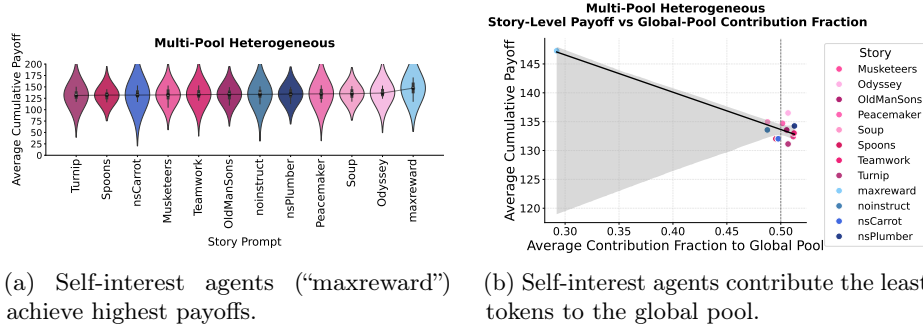 Multi-Pool Heterogeneous
Average Cumulative Payoff
200
175
150
125
100
75
50
25
0
Turnip
Spoons
nsCarrot
Musketeers
Teamwork
OldManSons
noinstruct
nsPlumber
Peacemaker
Soup
Odyssey
maxreward
Story Prompt
(a) Self-interest agents (“maxreward”)
achieve highest payoffs.
Multi-Pool Heterogeneous
Story-Level Payoff vs Global-Pool Contribution Fraction
Average Cumulative Payoff
145
140
135
130
125
120
0.30
0.35
0.40
0.45
0.50
Average Contribution Fraction to Global Pool
Story
Musketeers
Odyssey
OldManSons
Peacemaker
Soup
Spoons
Teamwork
Turnip
maxreward
noinstruct
nsCarrot
nsPlumber
(b) Self-interest agents contribute the least
tokens to the global pool.